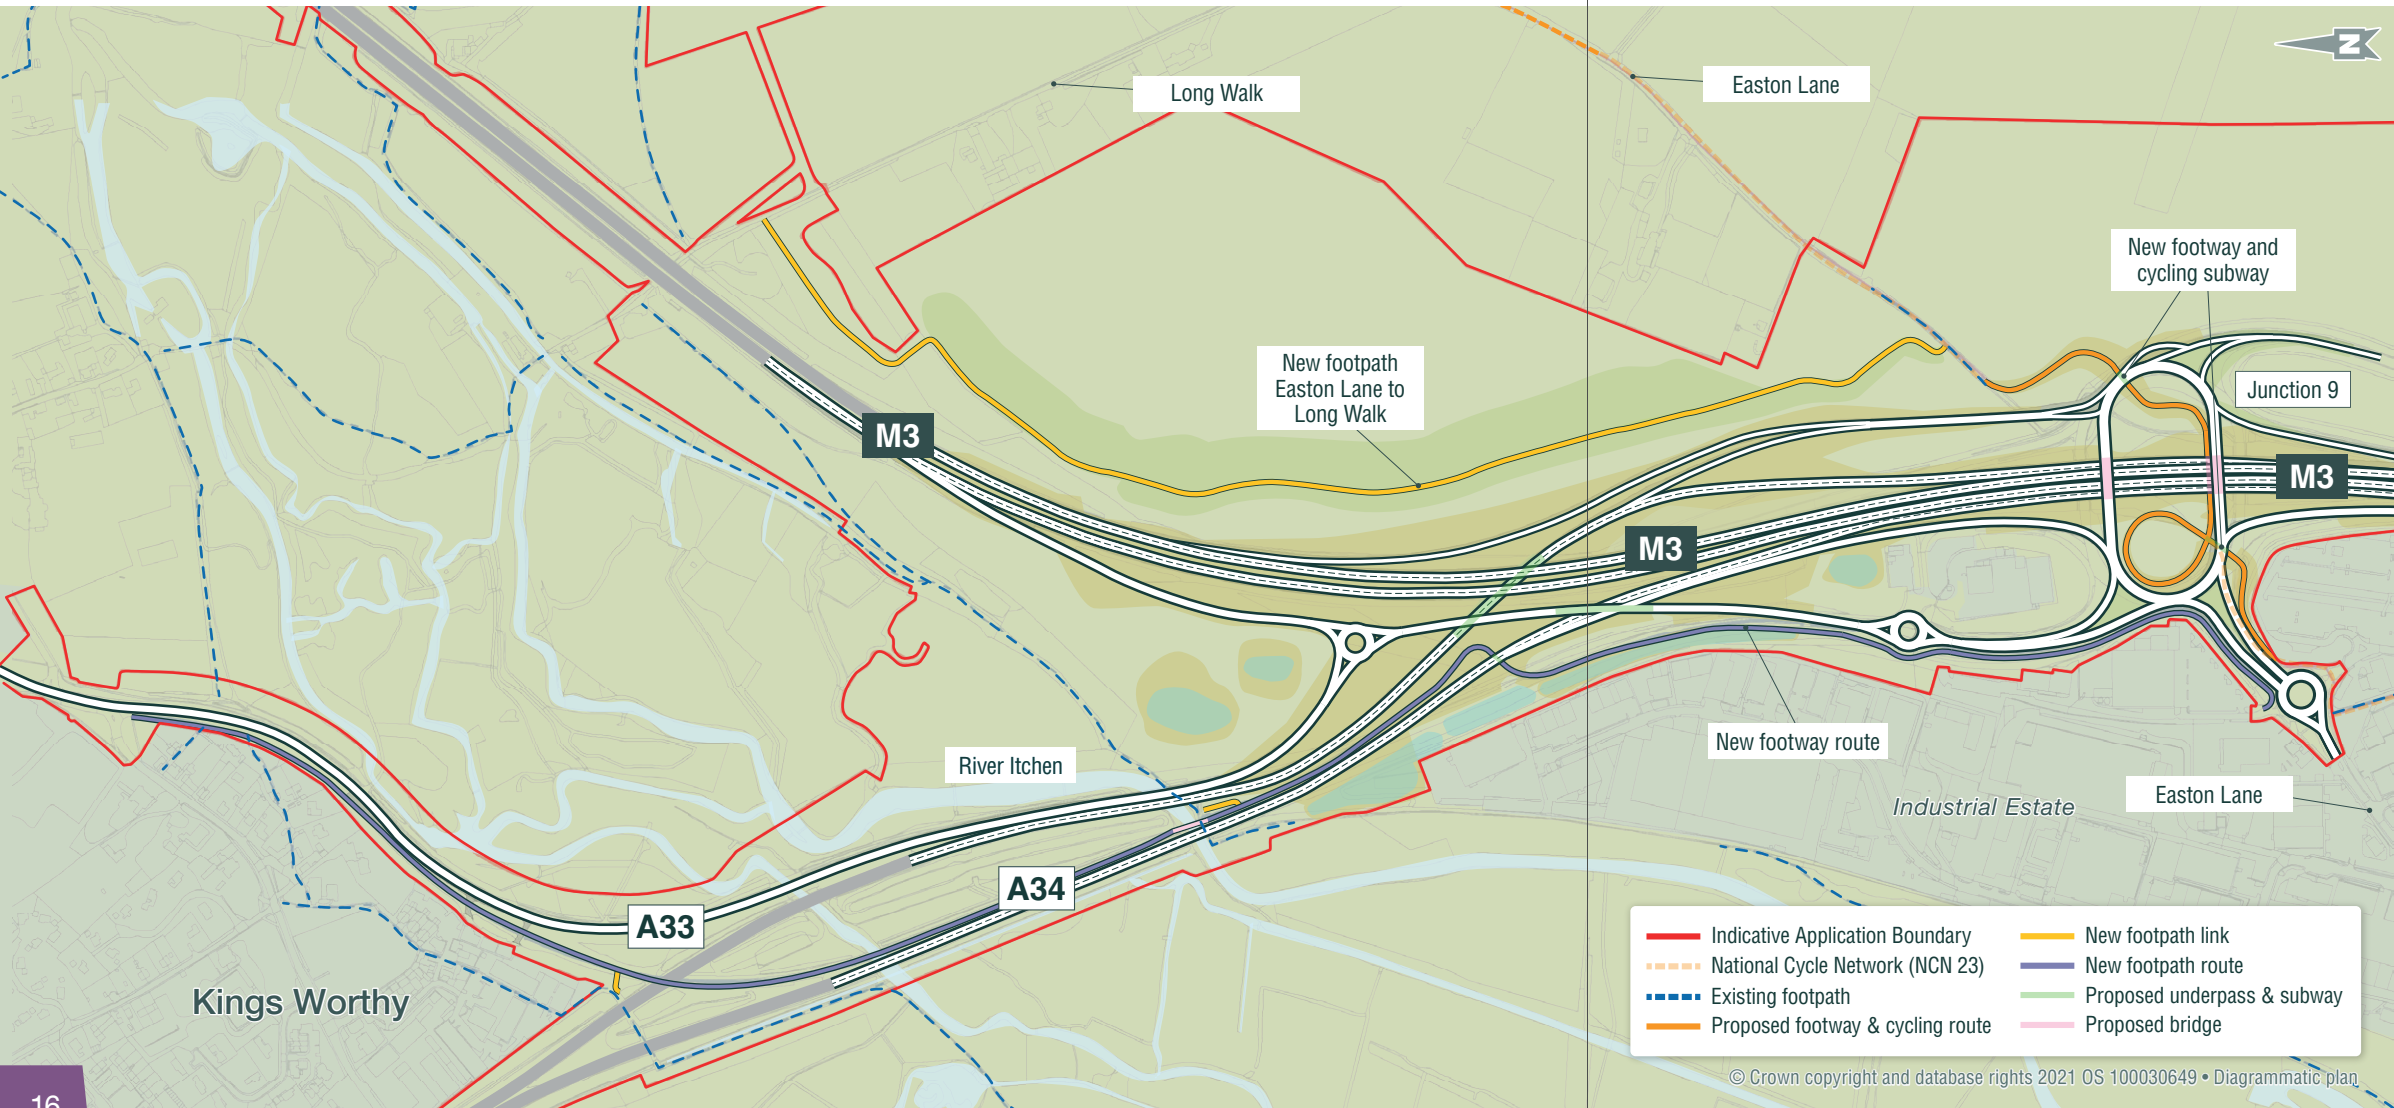 N
Long Walk
Easton Lane
New footway and
cycling subway
New footpath
Easton Lane to
Long Walk
Junction 9
M3
M3
M3
New footway route
River Itchen
Easton Lane
Industrial Estate
A34
A33
Kings Worthy
Indicative Application Boundary
National Cycle Network (NCN 23)
Existing footpath
Proposed footway & cycling route
New footpath link
New footpath route
Proposed underpass & subway
Proposed bridge
© Crown copyright and database rights 2021 OS 100030649 • Diagrammatic plan
16